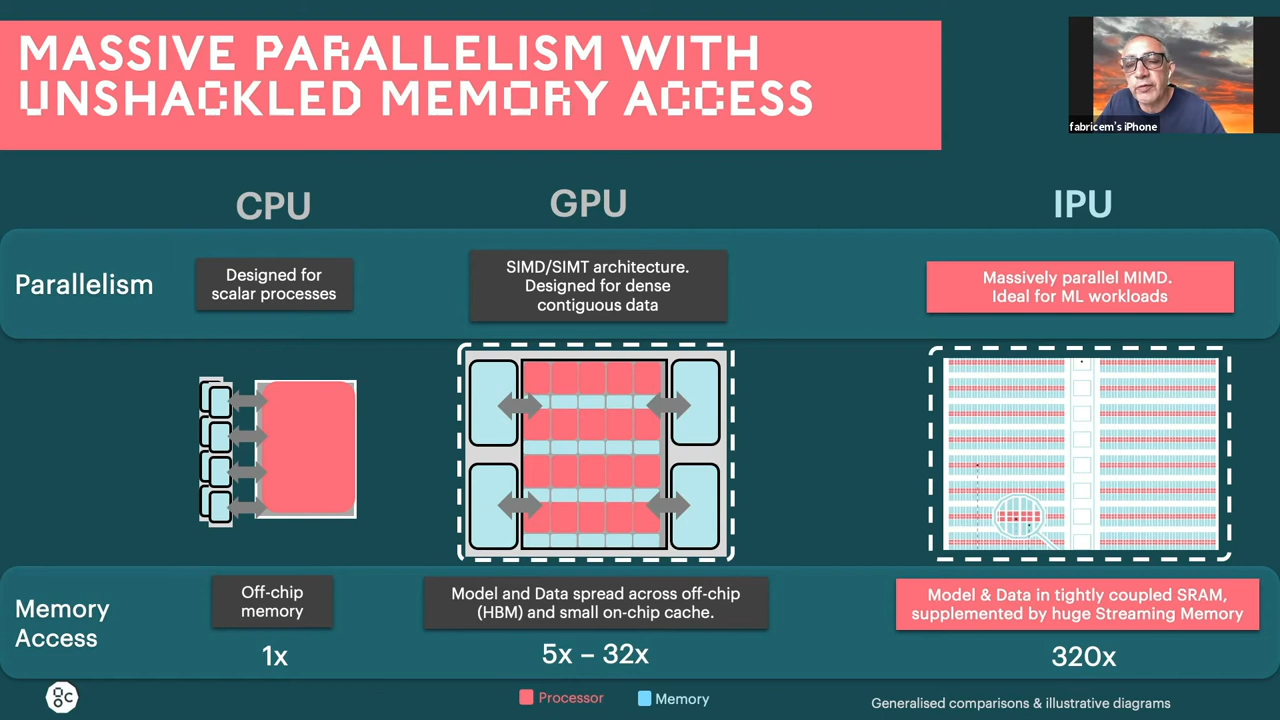 MASSIVE PARALLELISM WITH
UNSHACKLED MEMORY ACCESS
fabricem's iPhone
CPU
GPU
IPU
Parallelism
Designed for
scalar processes
SIMD/SIMT architecture.
Designed for dense
contiguous data
Massively parallel MIMD.
Ideal for ML workloads
Memory
Access
Off-chip
memory
1x
Model and Data spread across off-chip
(HBM) and small on-chip cache.
5x – 32x
Model & Data in tightly coupled SRAM,
supplemented by huge Streaming Memory
320x
gc
Processor
Memory
Generalised comparisons & illustrative diagrams